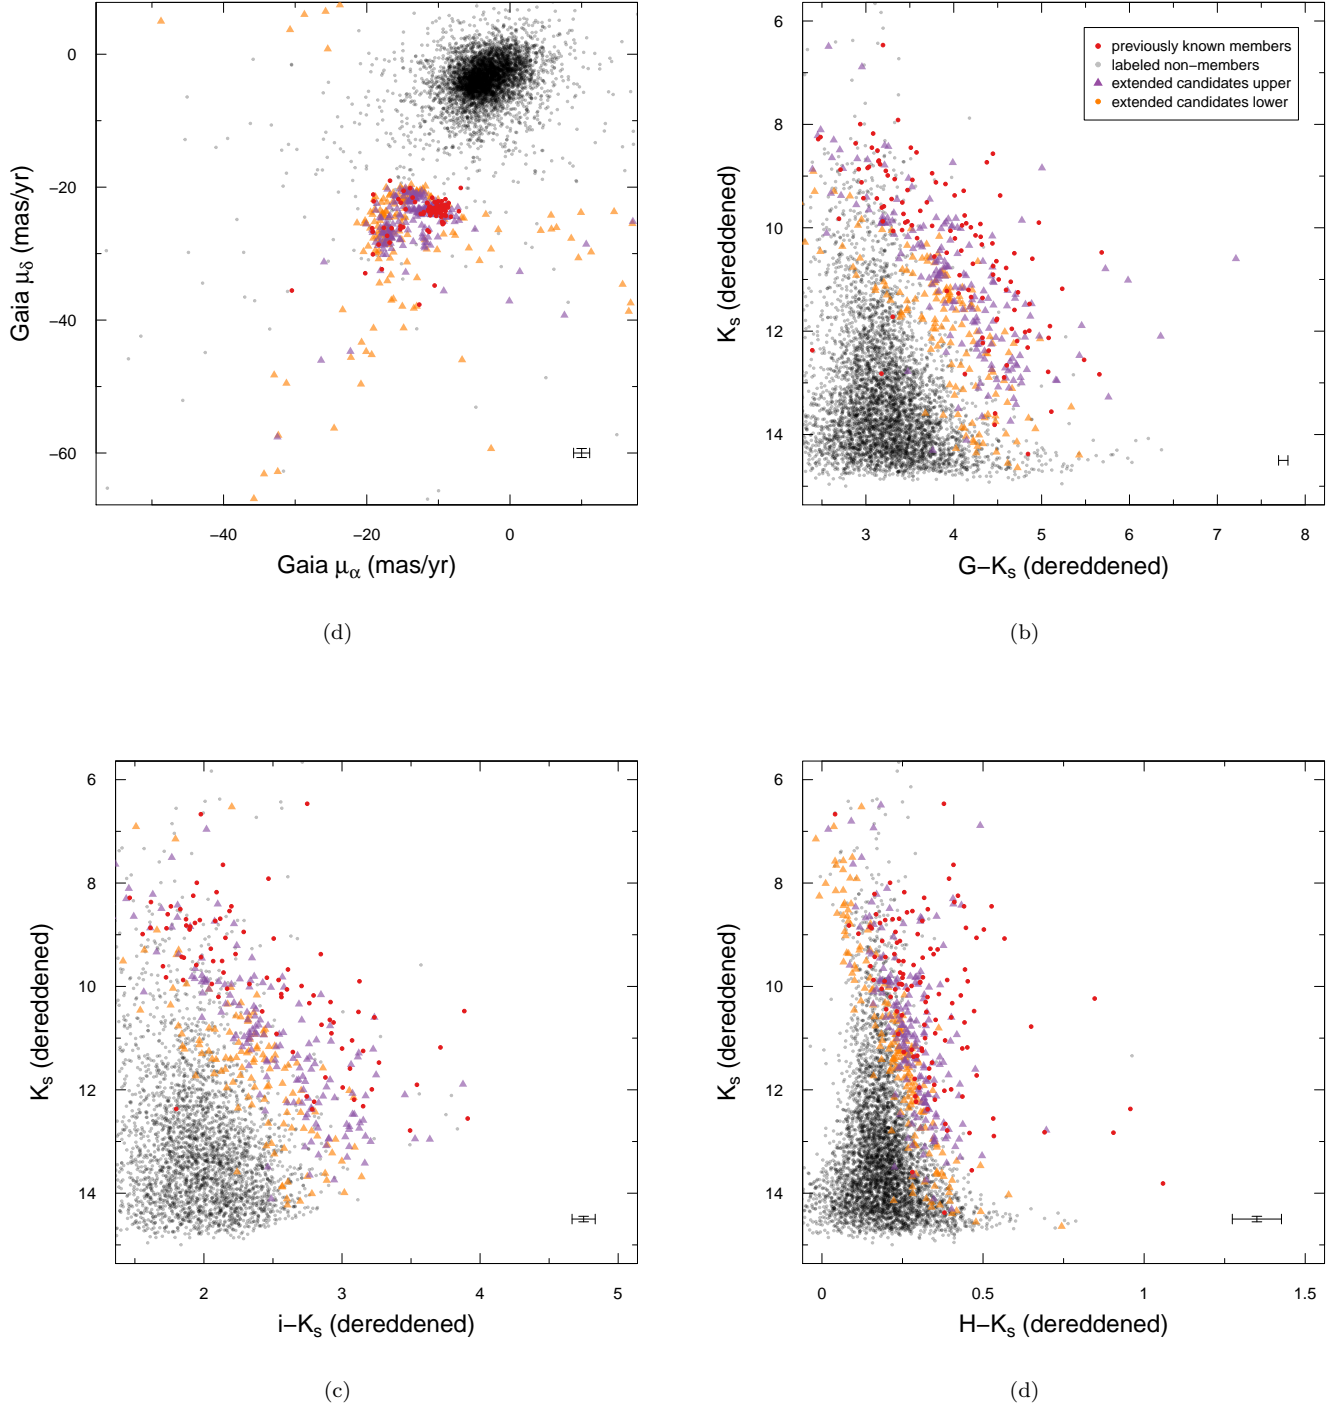 0
−20
−40
−60
Gaia μδ (mas/yr)
−40
−20
0
Gaia μα (mas/yr)
(d)
6
8
10
12
14
Ks (dereddened)
previously known members
labeled non−members
extended candidates upper
extended candidates lower
3
4
5
6
7
8
G−Ks (dereddened)
(b)
6
8
10
12
14
Ks (dereddened)
2
3
4
5
i−Ks (dereddened)
(c)
6
8
10
12
14
Ks (dereddened)
0
0.5
1
1.5
H−Ks (dereddened)
(d)